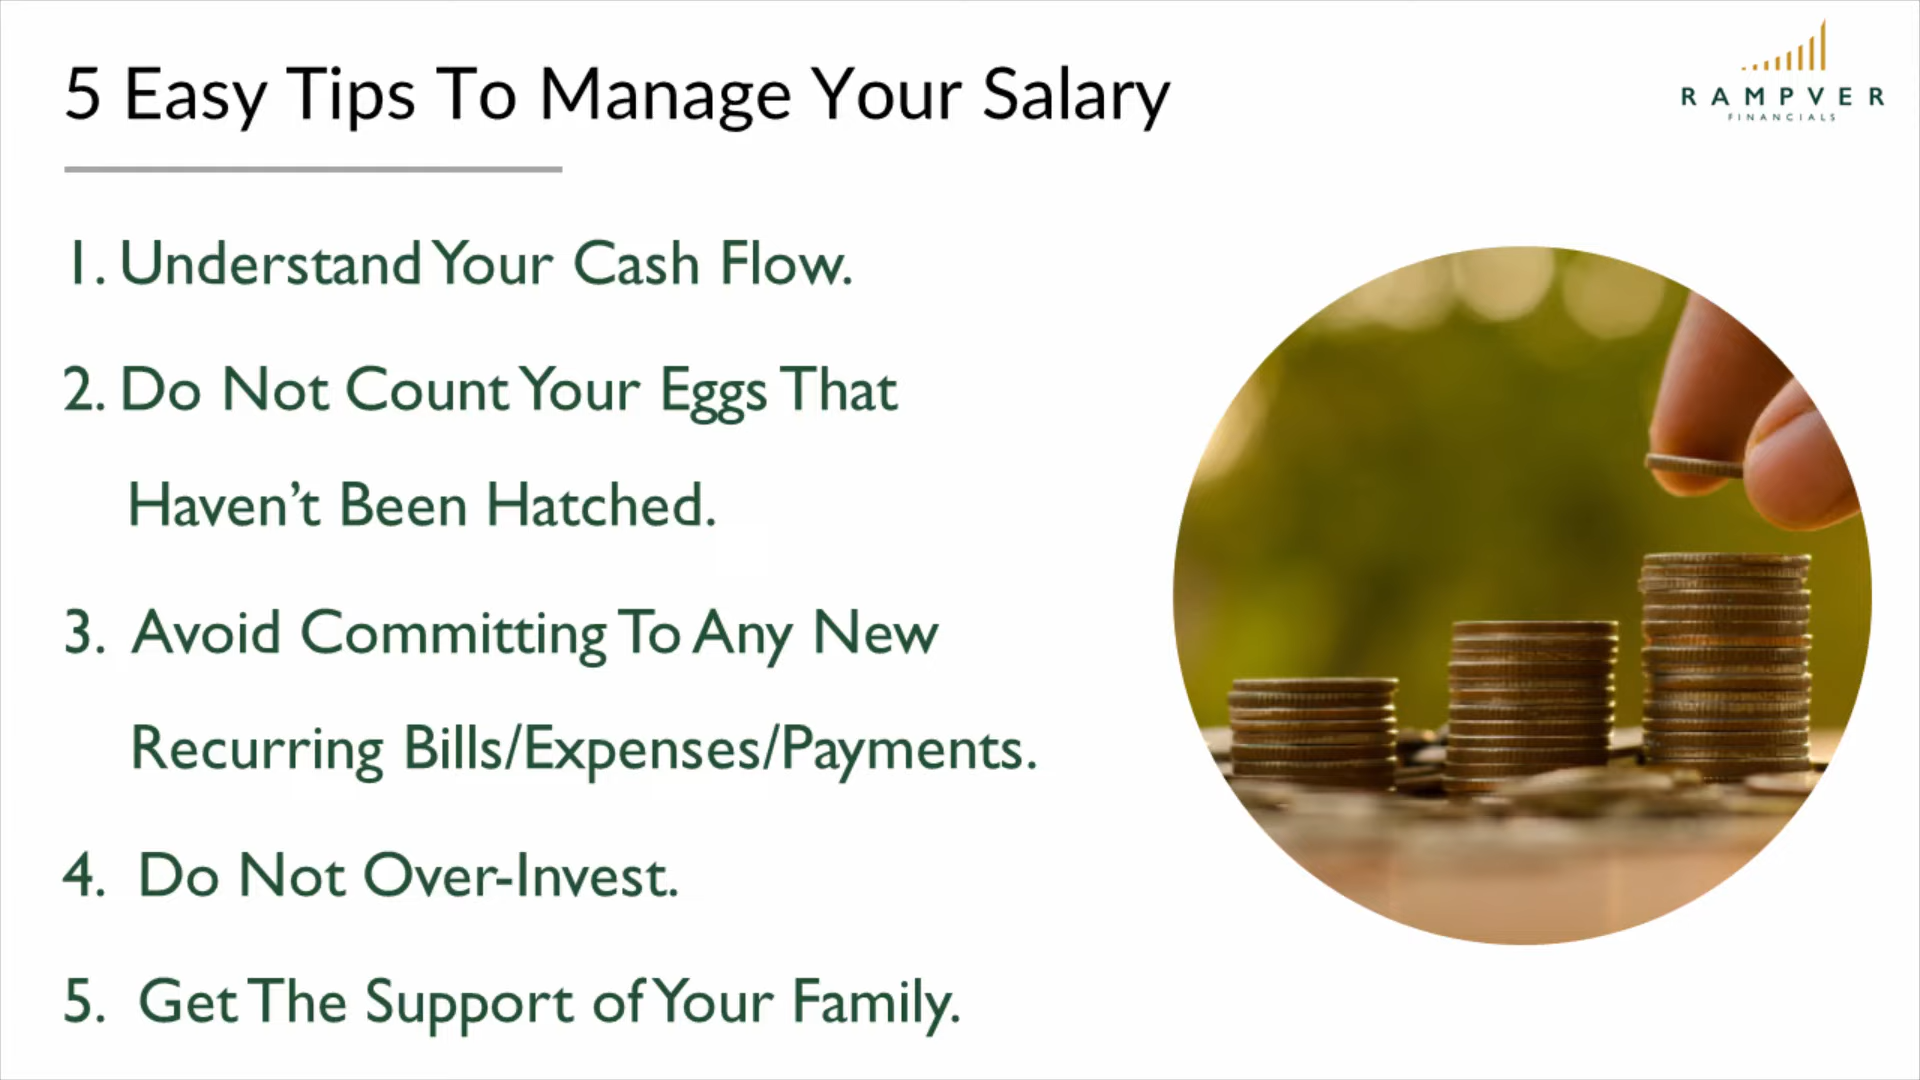 5 Easy Tips To Manage Your Salary
RAMPVER
FINANCIALS
1. Understand Your Cash Flow.
2. Do Not Count Your Eggs That
Haven’t Been Hatched.
3. Avoid Committing To Any New
Recurring Bills/Expenses/Payments.
4. Do Not Over-Invest.
5. Get The Support of Your Family.